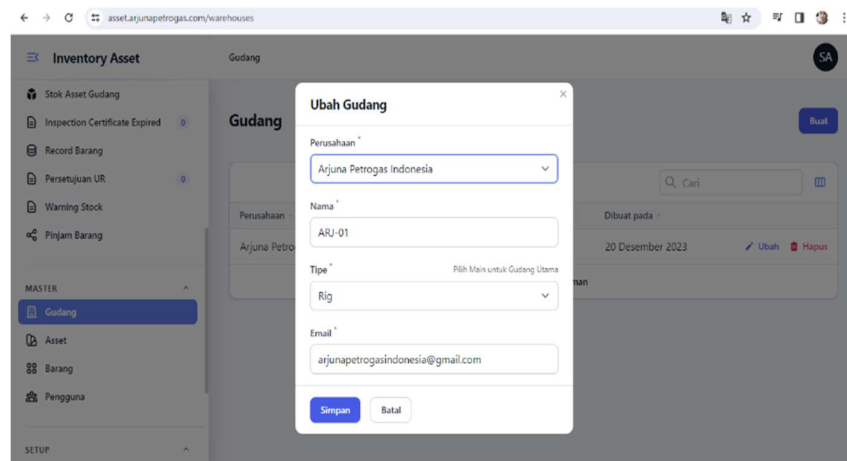 asset.arjunapetrogas.com/warehouses
Inventory Asset
Gudang
SA
Stok Asset Gudang
Inspection Certificate Expired 0
Record Barang
Persetujuan UR 0
Warning Stock
Pinjam Barang
MASTER
Gudang
Asset
Barang
Pengguna
SETUP
Gudang
Buat
Cari
Perusahaan
Dibuat pada
Arjuna Petro
20 Desember 2023
Ubah
Hapus
man
Ubah Gudang
Perusahaan *
Arjuna Petrogas Indonesia
Nama *
ARJ-01
Tipe *
Pilih Main untuk Gudang Utama
Rig
Email *
arjunapetrogasindonesia@gmail.com
Simpan
Batal